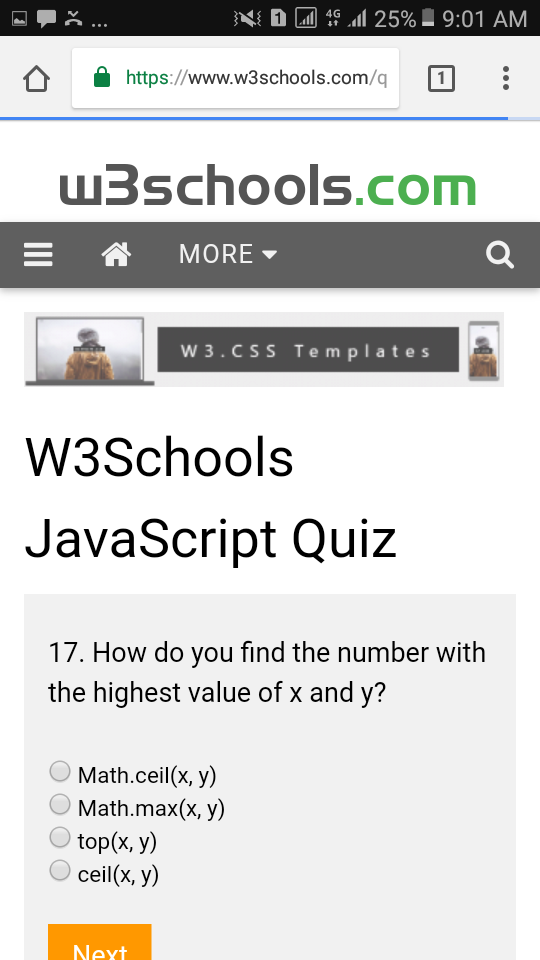 ... 1 4G 25% 9:01 AM
https://www.w3schools.com/q 1
w3schools.com
MORE
W3.CSS Templates
W3Schools
JavaScript Quiz
17. How do you find the number with
the highest value of x and y?
Math.ceil(x, y)
Math.max(x, y)
top(x, y)
ceil(x, y)
Next